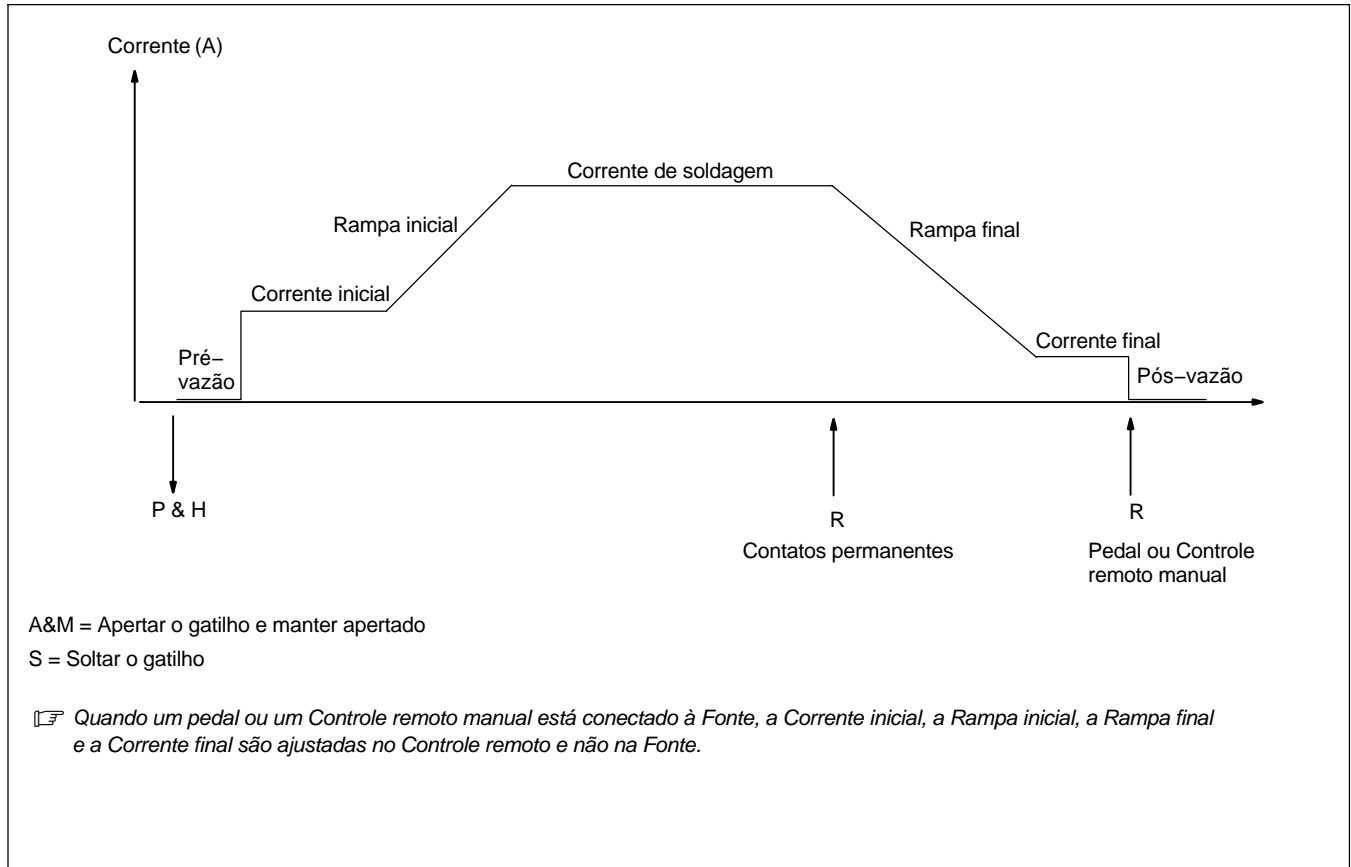 Corrente (A)
Corrente de soldagem
Rampa inicial
Rampa final
Corrente inicial
Corrente final
Pré–
vazão
Pós–vazão
P & H
R
Contatos permanentes
R
Pedal ou Controle
remoto manual
A&M = Apertar o gatilho e manter apertado
S = Soltar o gatilho
☞ Quando um pedal ou um Controle remoto manual está conectado à Fonte, a Corrente inicial, a Rampa inicial, a Rampa final
e a Corrente final são ajustadas no Controle remoto e não na Fonte.